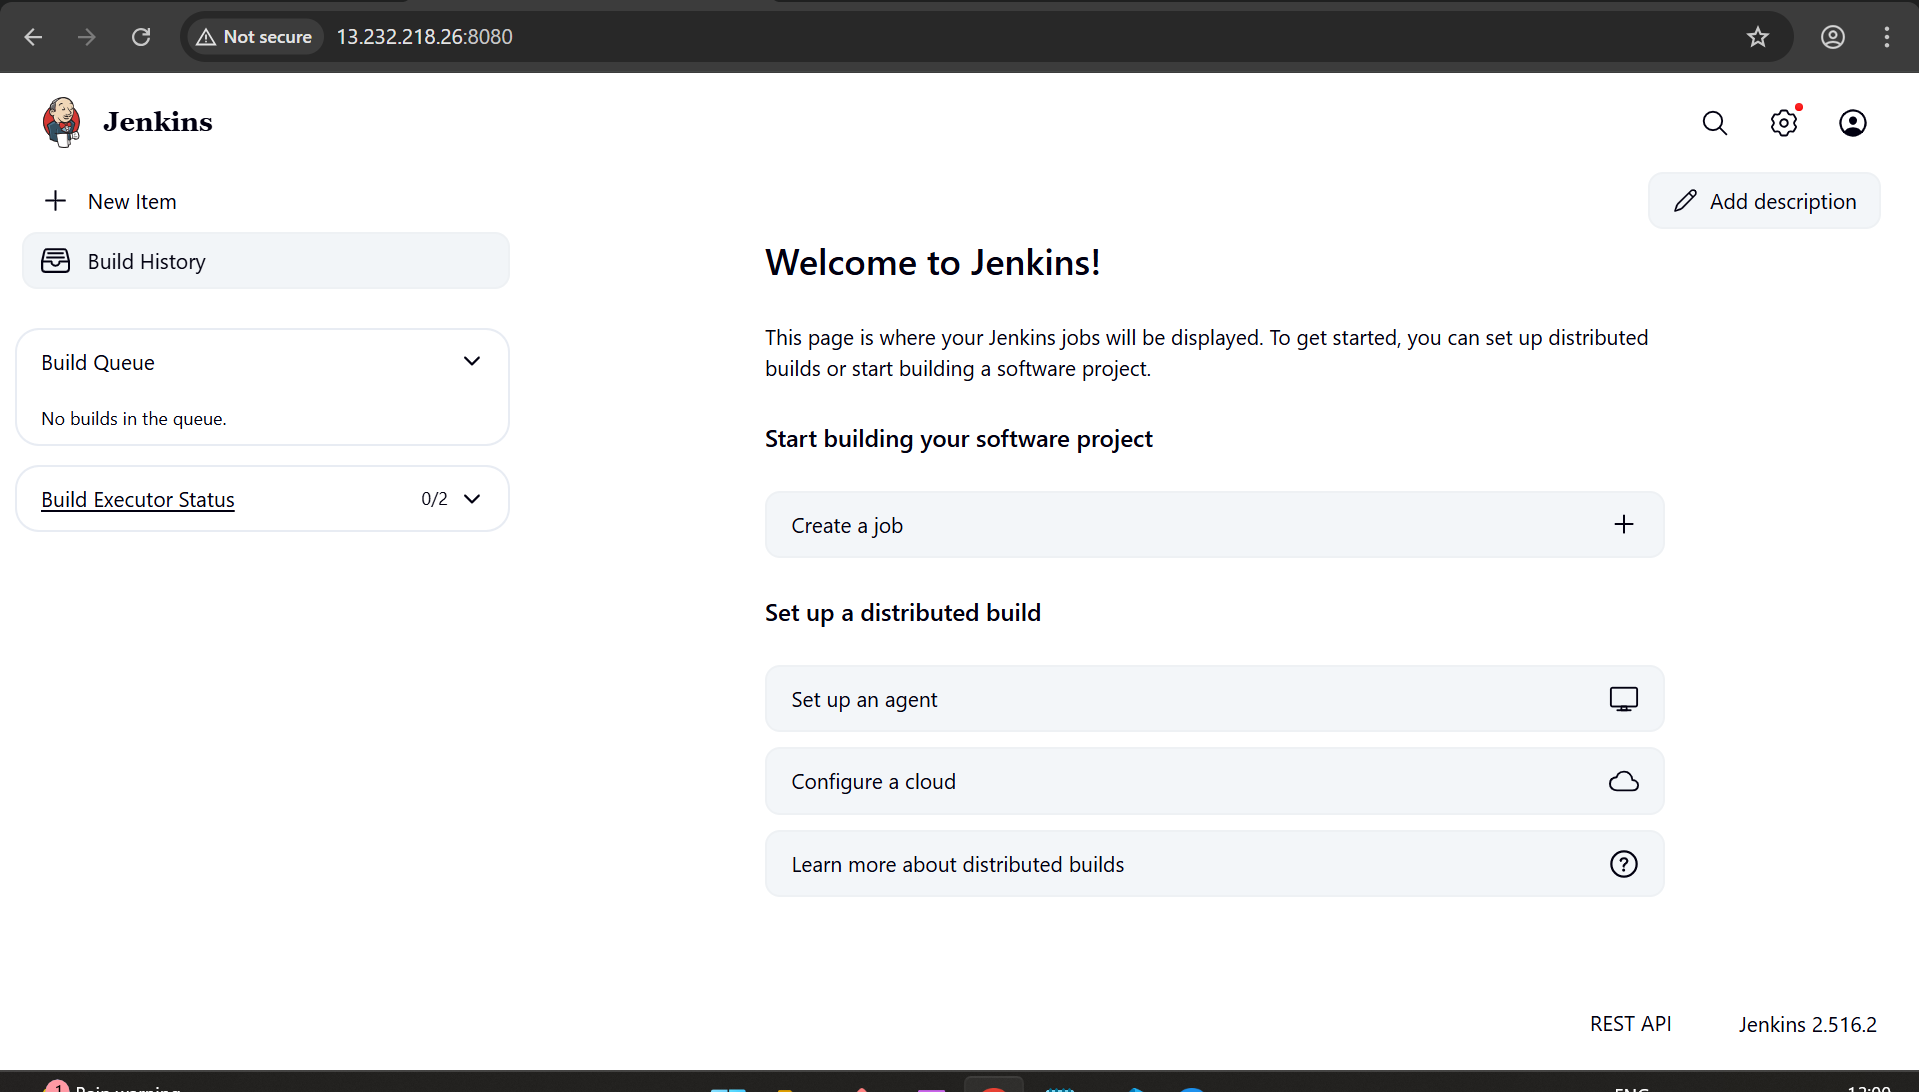 Not secure
13.232.218.26:8080
Jenkins
New Item
Add description
Build History
Build Queue
No builds in the queue.
Build Executor Status
0/2
Welcome to Jenkins!
This page is where your Jenkins jobs will be displayed. To get started, you can set up distributed
builds or start building a software project.
Start building your software project
Create a job
Set up a distributed build
Set up an agent
Configure a cloud
Learn more about distributed builds
REST API
Jenkins 2.516.2
1
Rain warning
ENG